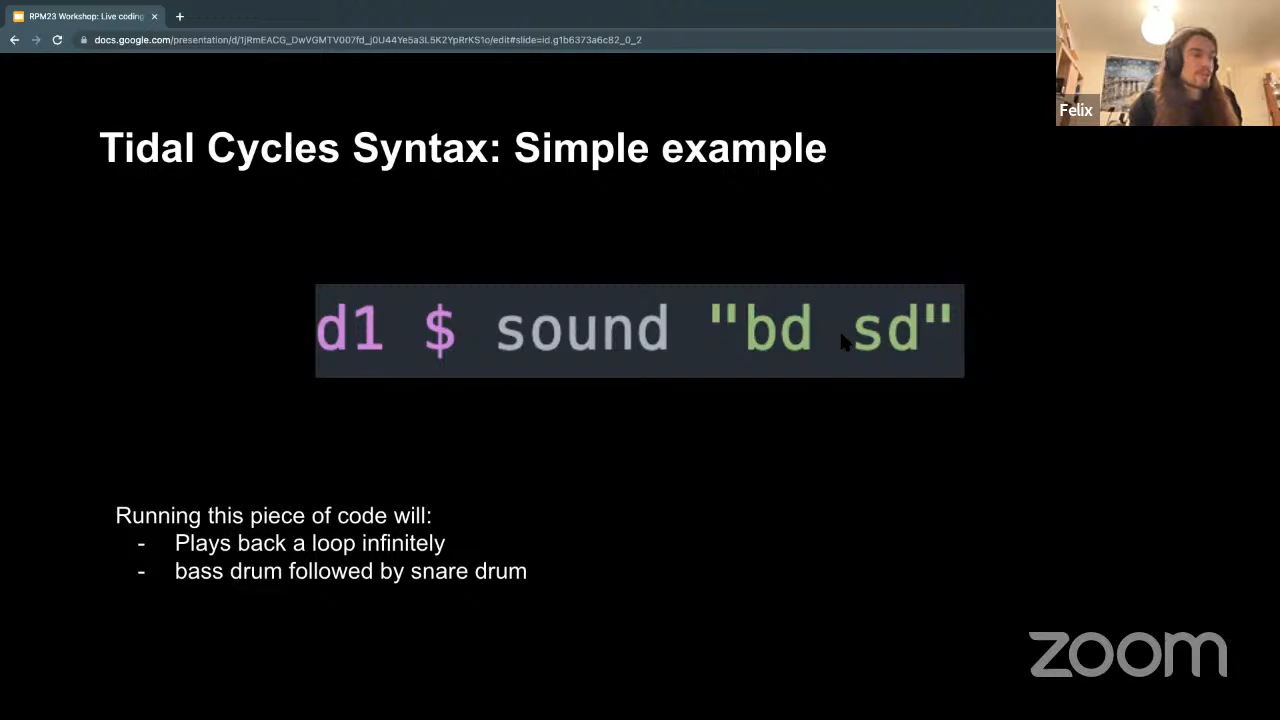 RPM23 Workshop: Live coding
docs.google.com/presentation/d/1jRmEACG_DwVGMTV007fd_j0U44Ye5a3L5K2YpRrKS1o/edit#slide=id.g1b6373a6c82_0_2
Felix
Tidal Cycles Syntax: Simple example
d1 $ sound "bd sd"
Running this piece of code will:
- Plays back a loop infinitely
- bass drum followed by snare drum
zoom